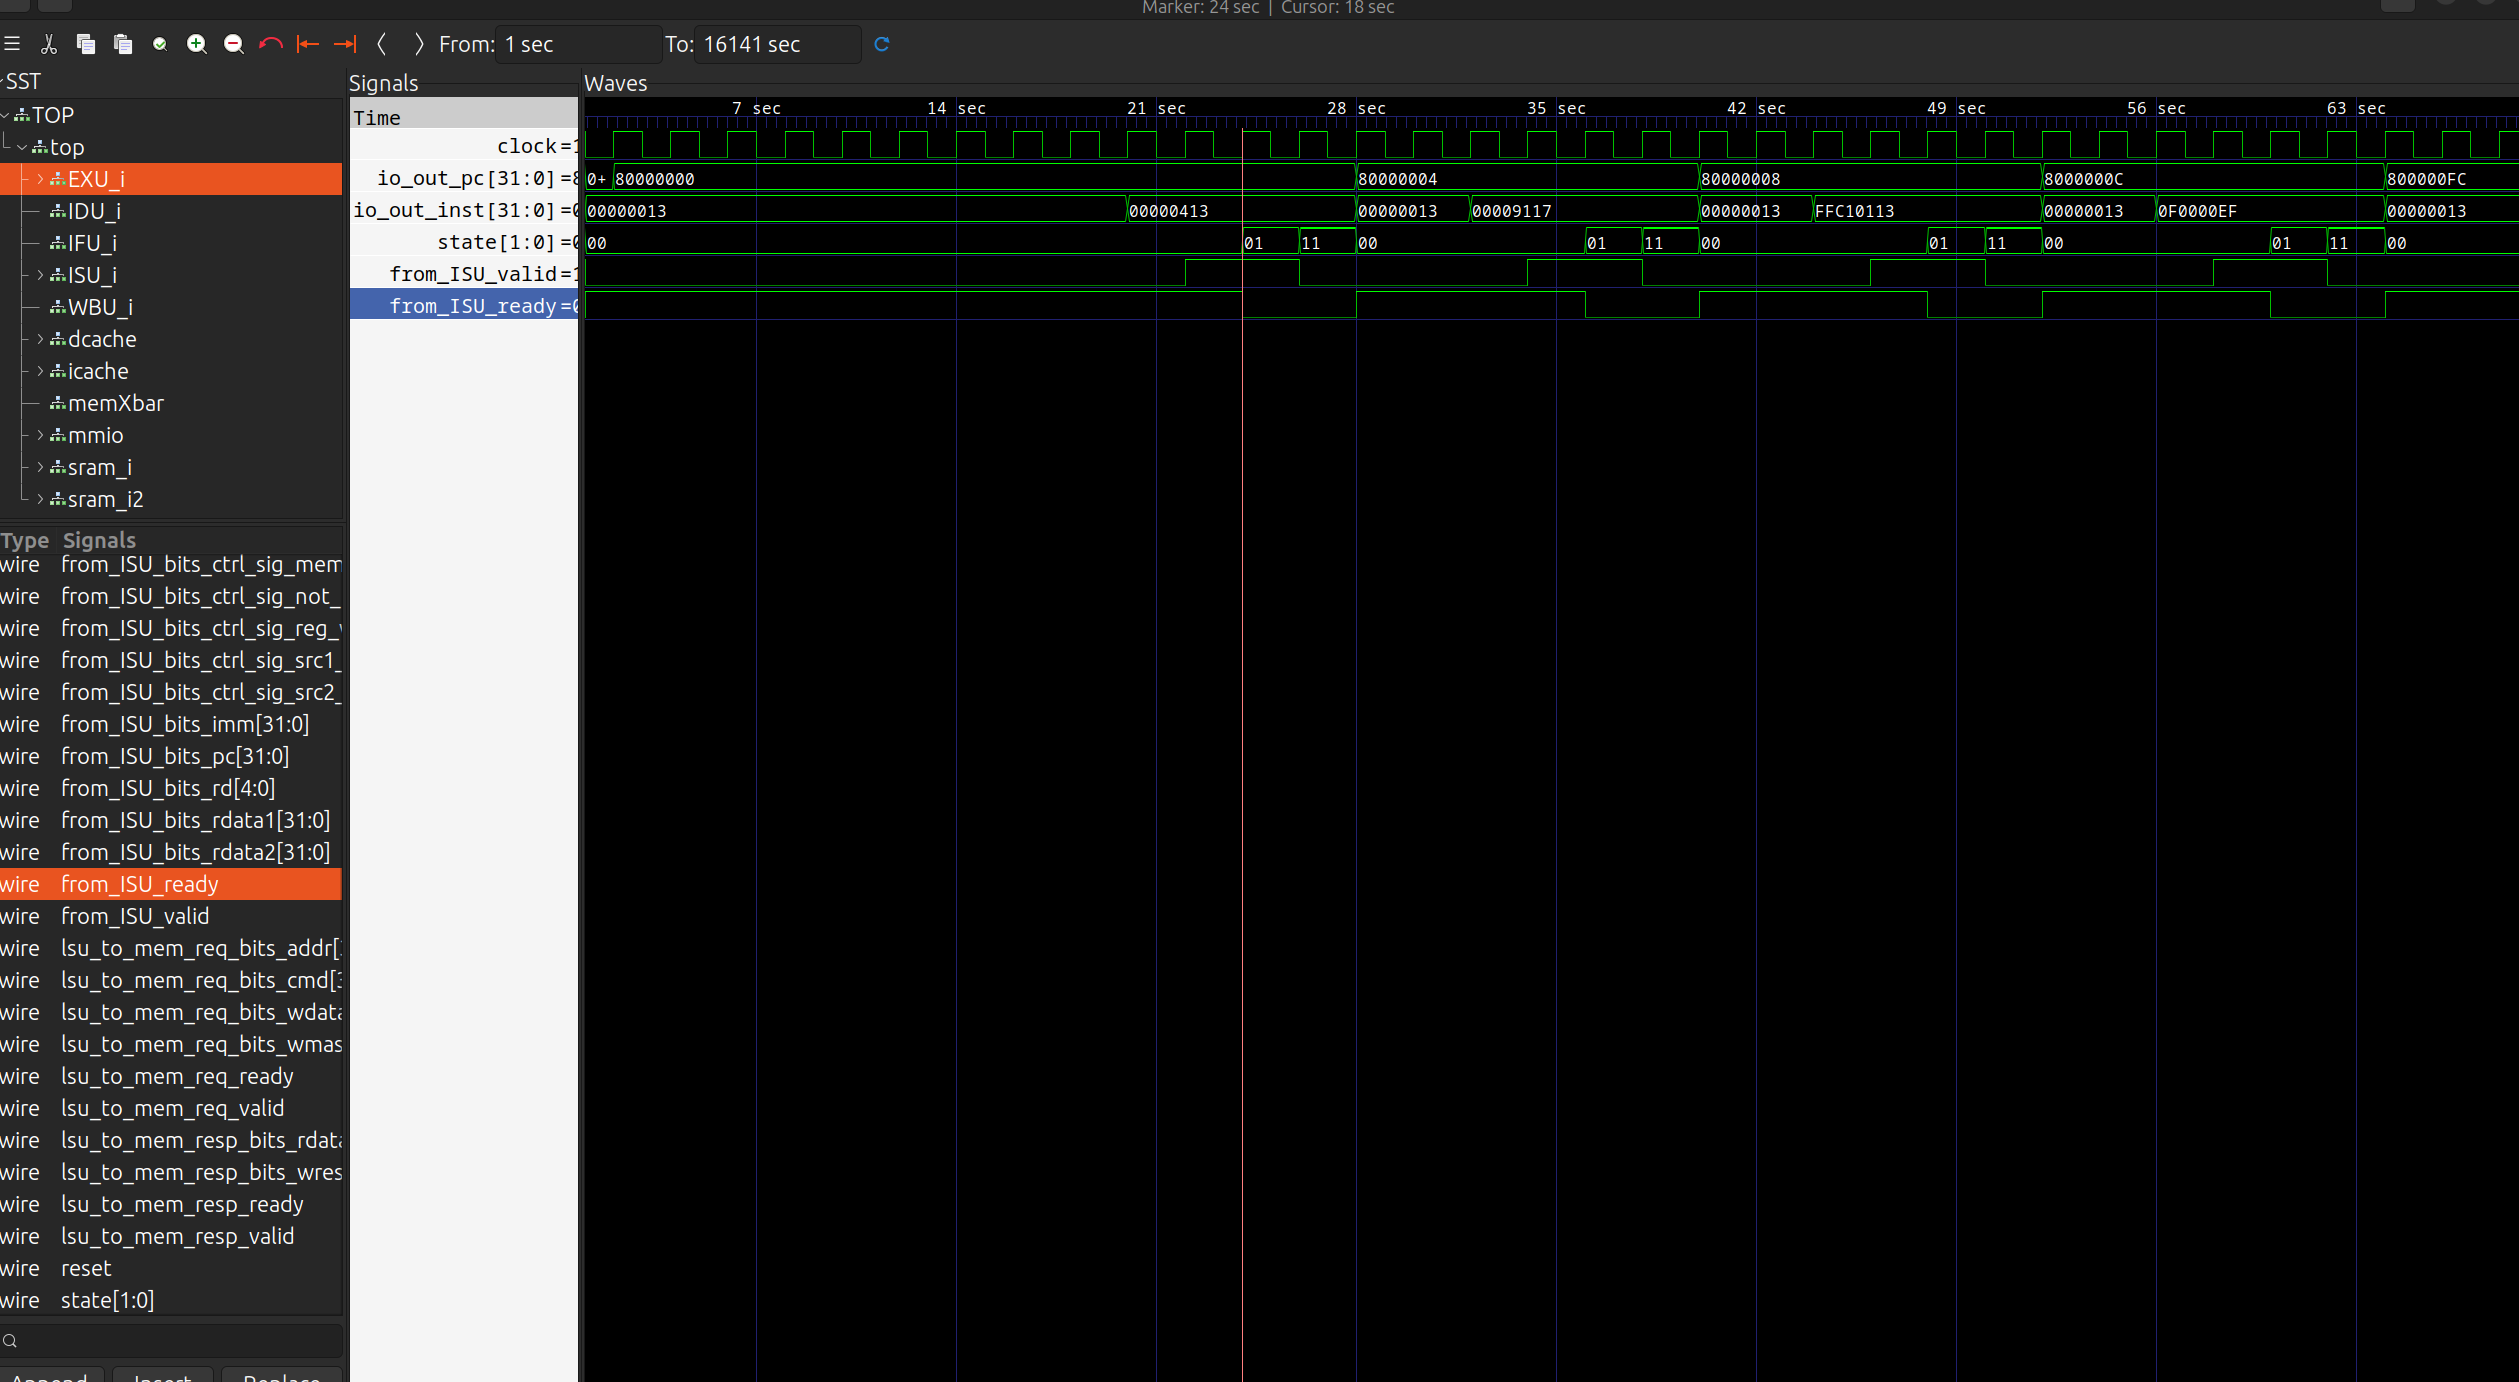 Marker: 24 sec | Cursor: 18 sec
From: 1 sec To: 16141 sec
SST
TOP
top
EXU_i
IDU_i
IFU_i
ISU_i
WBU_i
dcache
icache
memXbar
mmio
sram_i
sram_i2
Type Signals
wire from_ISU_bits_ctrl_sig_mem
wire from_ISU_bits_ctrl_sig_not_
wire from_ISU_bits_ctrl_sig_reg_
wire from_ISU_bits_ctrl_sig_src1_
wire from_ISU_bits_ctrl_sig_src2_
wire from_ISU_bits_imm[31:0]
wire from_ISU_bits_pc[31:0]
wire from_ISU_bits_rd[4:0]
wire from_ISU_bits_rdata1[31:0]
wire from_ISU_bits_rdata2[31:0]
wire from_ISU_ready
wire from_ISU_valid
wire lsu_to_mem_req_bits_addr[
wire lsu_to_mem_req_bits_cmd[3
wire lsu_to_mem_req_bits_wdata
wire lsu_to_mem_req_bits_wmas
wire lsu_to_mem_req_ready
wire lsu_to_mem_req_valid
wire lsu_to_mem_resp_bits_rdata
wire lsu_to_mem_resp_bits_wres
wire lsu_to_mem_resp_ready
wire lsu_to_mem_resp_valid
wire reset
wire state[1:0]
Append Insert Replace
Signals
Time
clock=1
io_out_pc[31:0]=8
io_out_inst[31:0]=0
state[1:0]=0
from_ISU_valid=1
from_ISU_ready=0
Waves
7 sec 14 sec 21 sec 28 sec 35 sec 42 sec 49 sec 56 sec 63 sec
0+ 80000000 80000004 80000008 8000000C 800000FC
00000013 00000413 00000013 00009117 00000013 FFC10113 00000013 0F0000EF 00000013
00 01 11 00 01 11 00 01 11 00 01 11 00